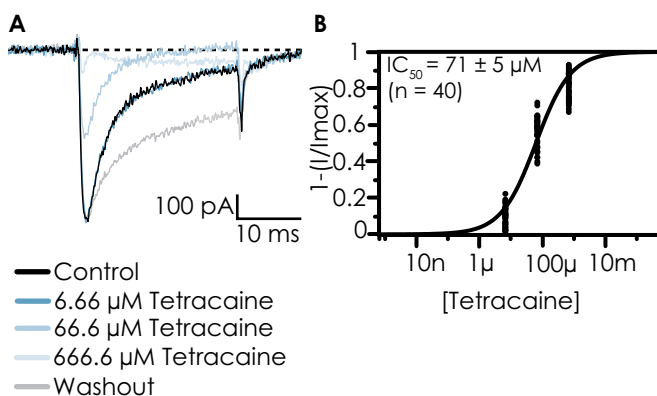 A
100 pA
10 ms
Control
6.66 µM Tetracaine
66.6 µM Tetracaine
666.6 µM Tetracaine
Washout
B
IC50 = 71 ± 5 µM
(n = 40)
1-(I/Imax)
1
0.8
0.6
0.4
0.2
0
10n
1µ
100µ
10m
[Tetracaine]